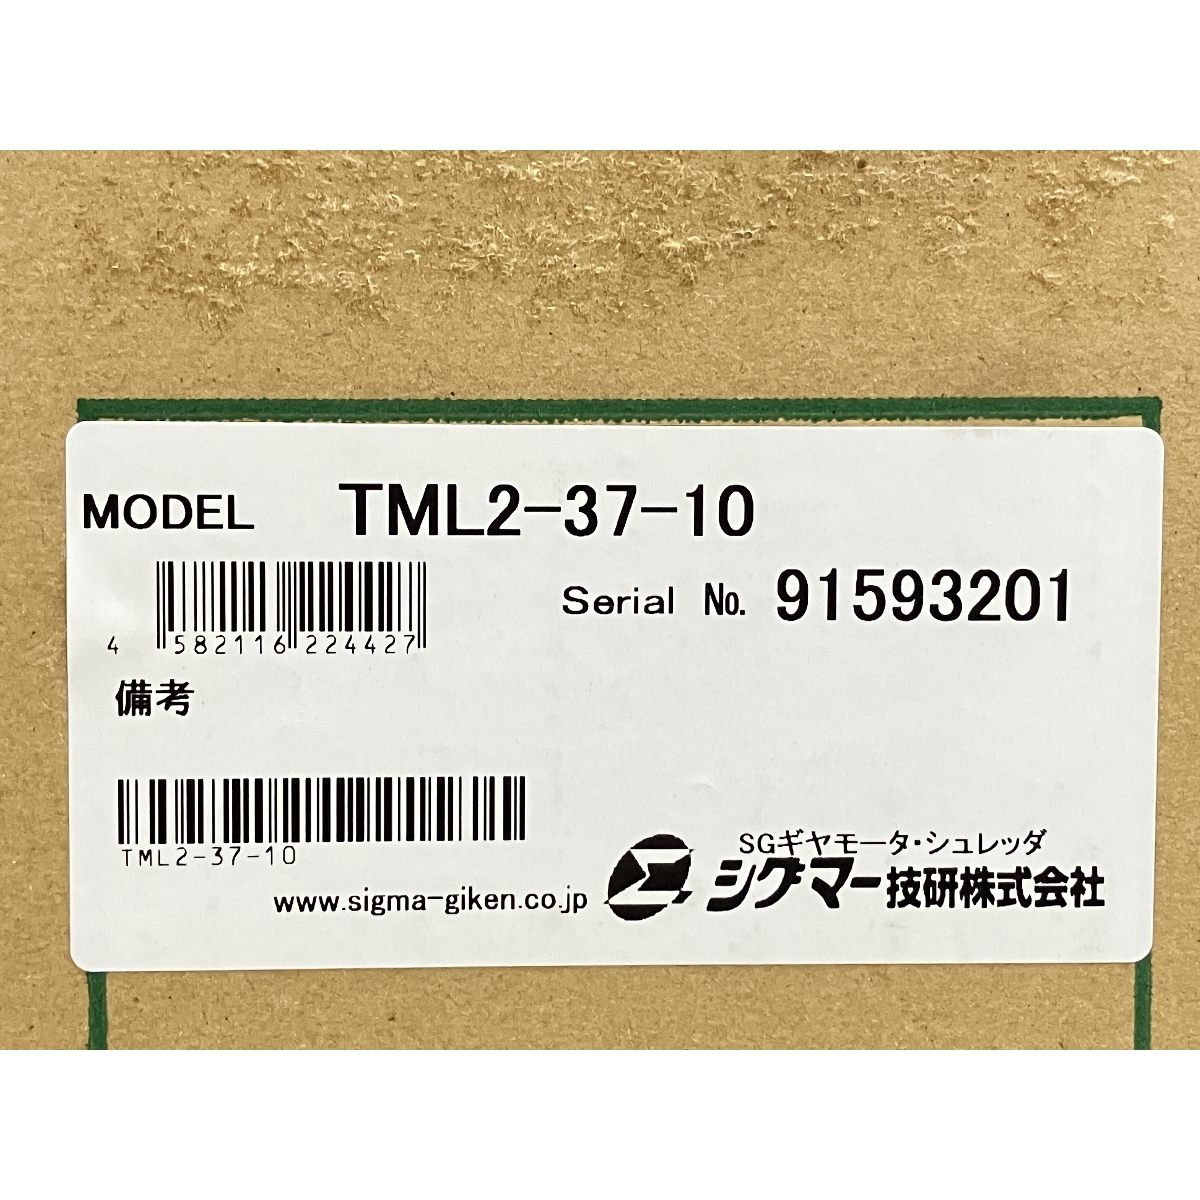 MODEL TML2-37-10
Serial No. 91593201
4 582116 224427
備考
TML2-37-10
SGギヤモータ・シュレッダ
www.sigma-giken.co.jp シグマー技研株式会社